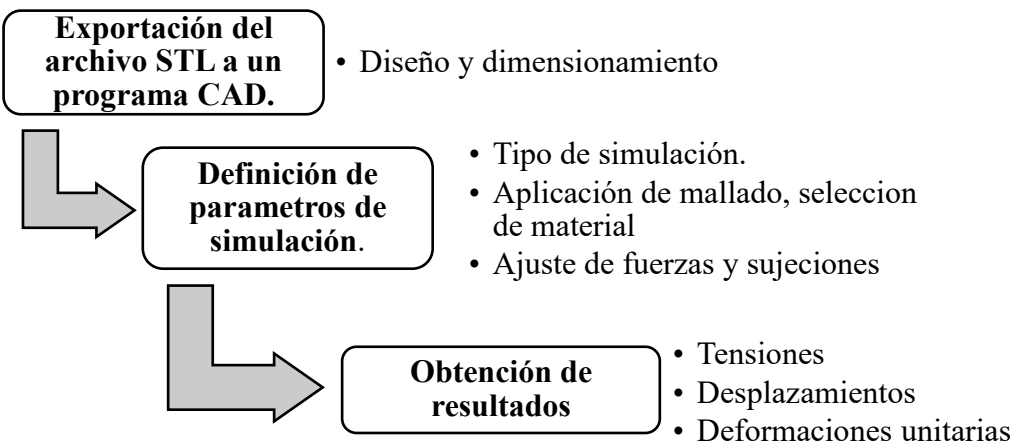 Exportación del
archivo STL a un
programa CAD.
• Diseño y dimensionamiento
Definición de
parametros de
simulación.
• Tipo de simulación.
• Aplicación de mallado, seleccion
de material
• Ajuste de fuerzas y sujeciones
Obtención de
resultados
• Tensiones
• Desplazamientos
• Deformaciones unitarias